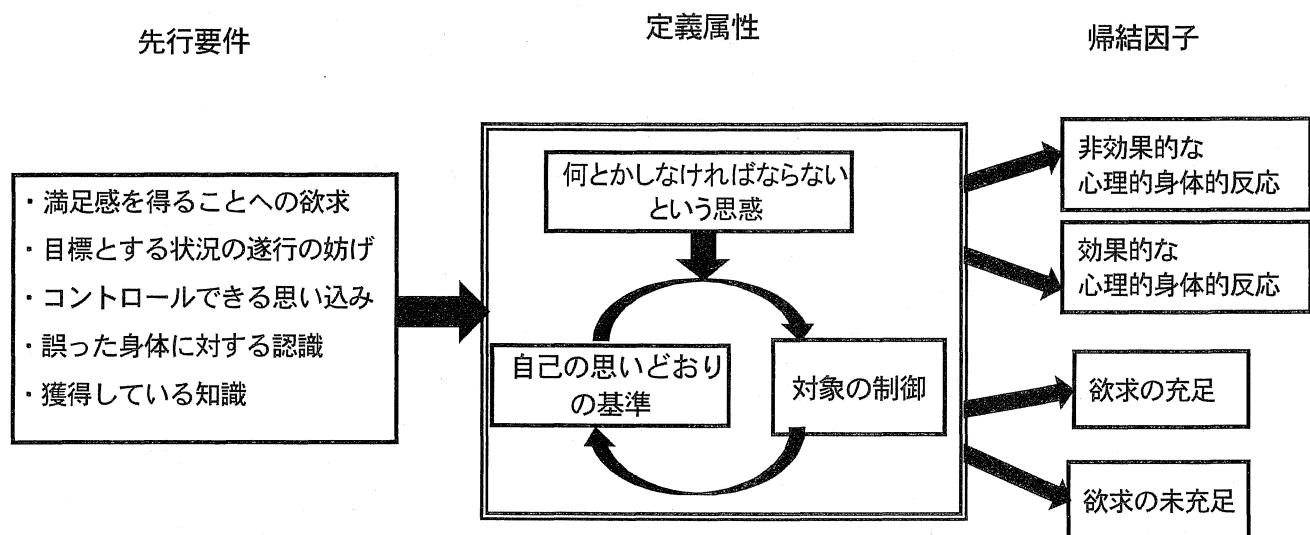 先行要件
定義属性
帰結因子
・満足感を得ることへの欲求
・目標とする状況の遂行の妨げ
・コントロールできる思い込み
・誤った身体に対する認識
・獲得している知識
何とかしなければならない
という思惑
自己の思いどおり
の基準
対象の制御
非効果的な
心理的身体的反応
効果的な
心理的身体的反応
欲求の充足
欲求の未充足